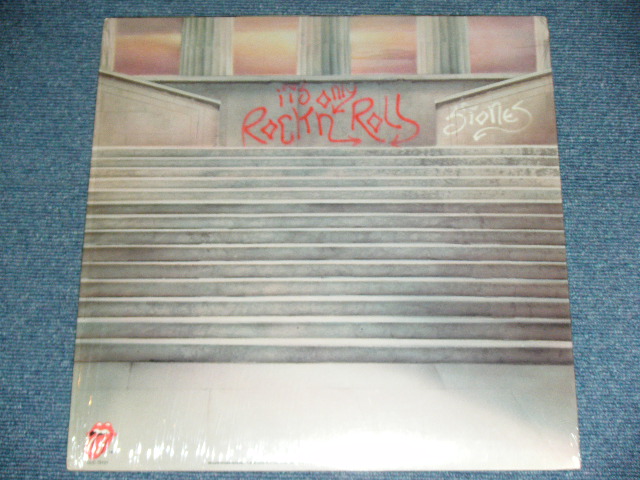 it's only
Rock n' Roll
Stones